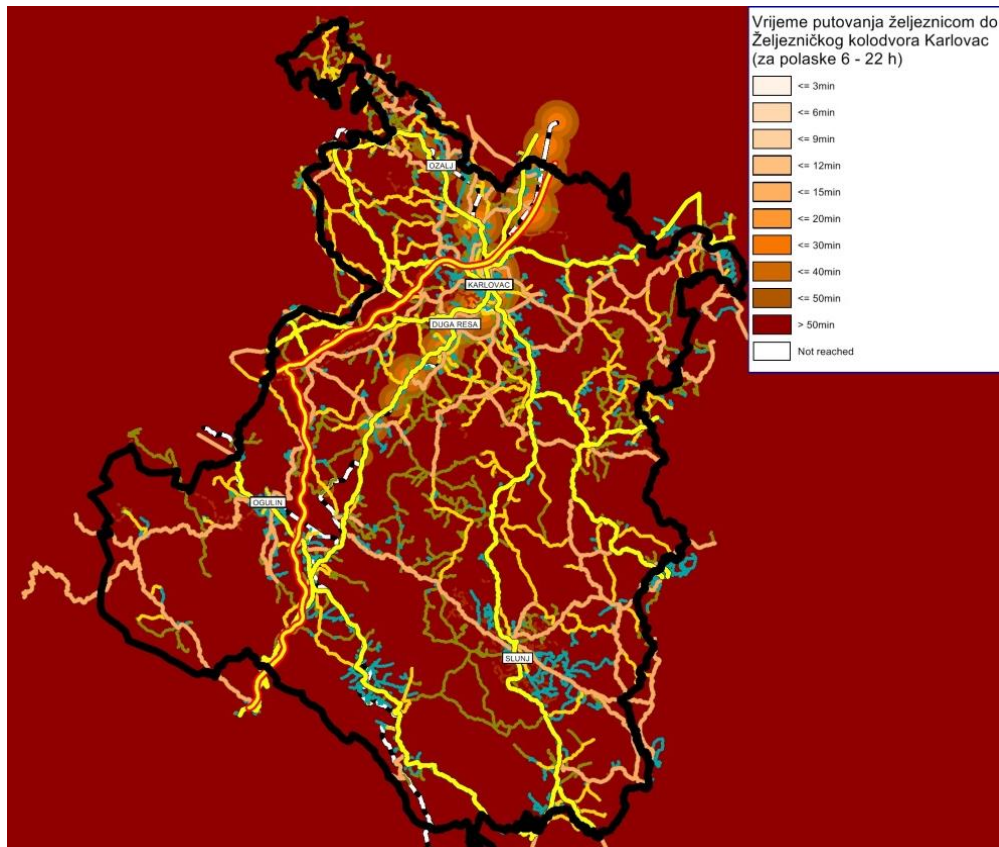 Vrijeme putovanja željeznicom do
Željezničkog kolodvora Karlovac
(za polaske 6 - 22 h)
<= 3min
<= 6min
<= 9min
<= 12min
<= 15min
<= 20min
<= 30min
<= 40min
<= 50min
> 50min
Not reached
OZALJ
KARLOVAC
DUGA RESA
OGULIN
SLUNJ